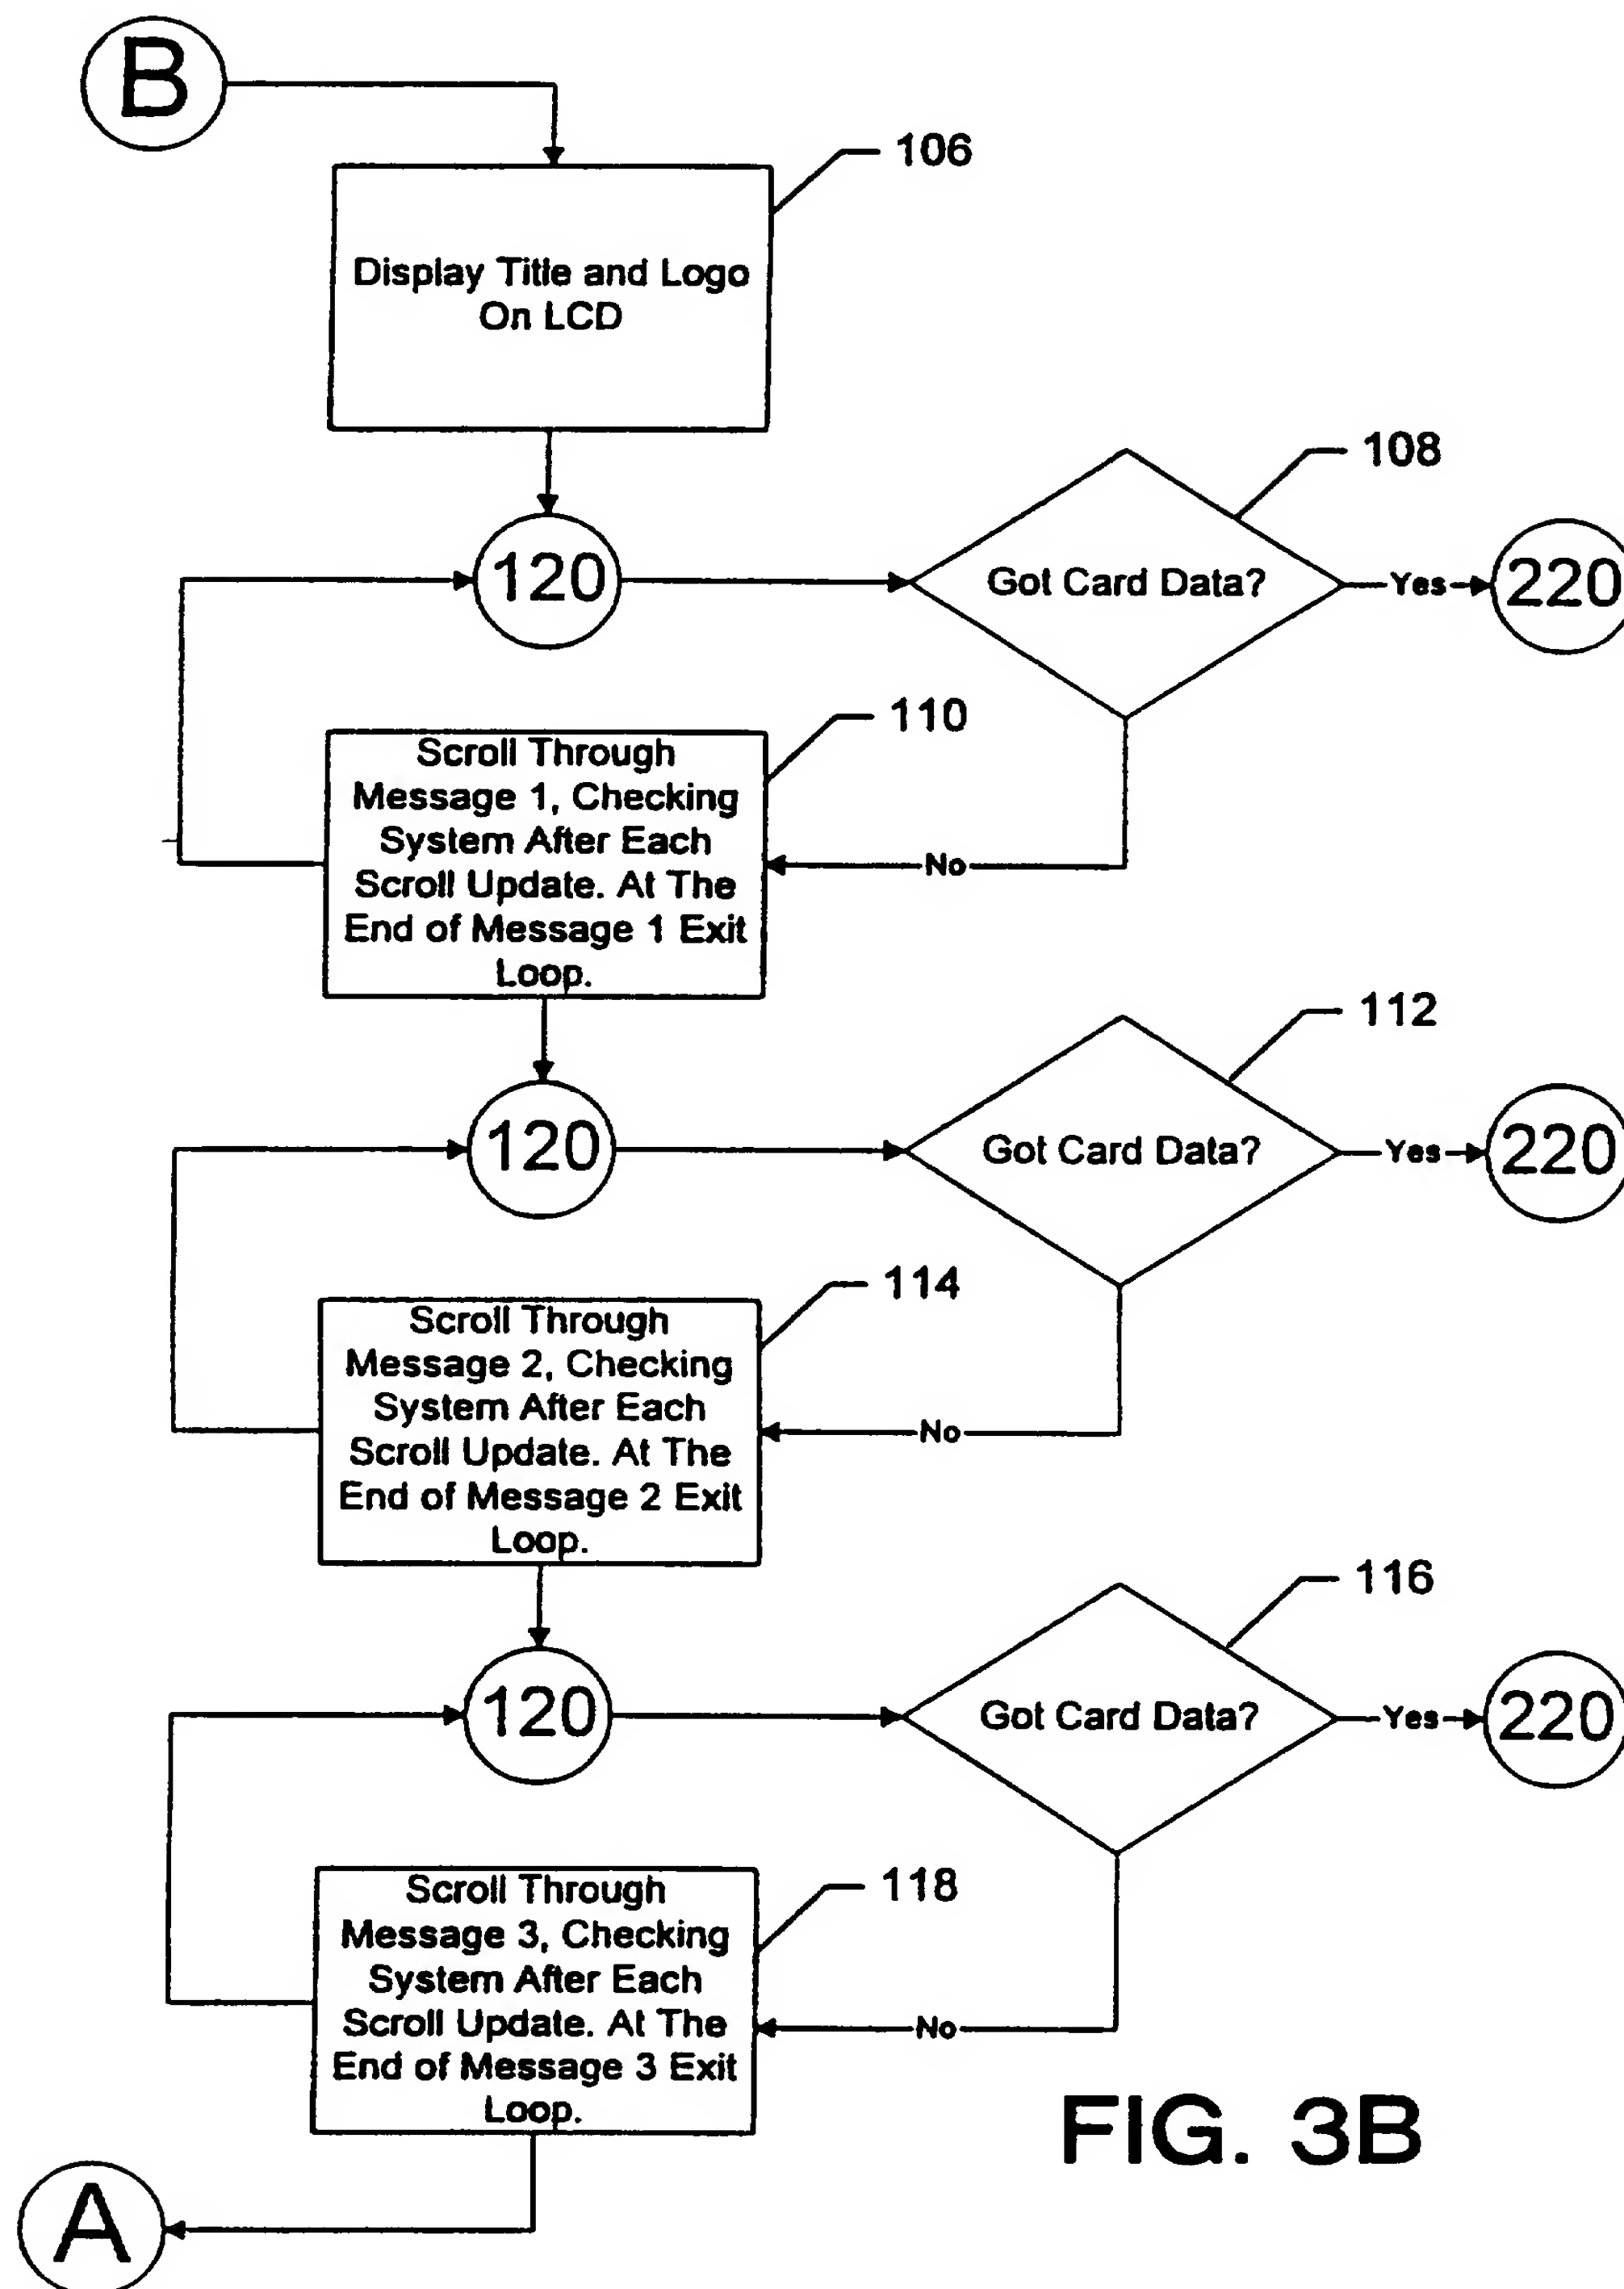 B
106
Display Title and Logo
On LCD
108
120
Got Card Data?
Yes
220
110
Scroll Through
Message 1, Checking
System After Each
Scroll Update. At The
End of Message 1 Exit
Loop.
No
112
120
Got Card Data?
Yes
220
114
Scroll Through
Message 2, Checking
System After Each
Scroll Update. At The
End of Message 2 Exit
Loop.
No
116
120
Got Card Data?
Yes
220
118
Scroll Through
Message 3, Checking
System After Each
Scroll Update. At The
End of Message 3 Exit
Loop.
No
FIG. 3B
A